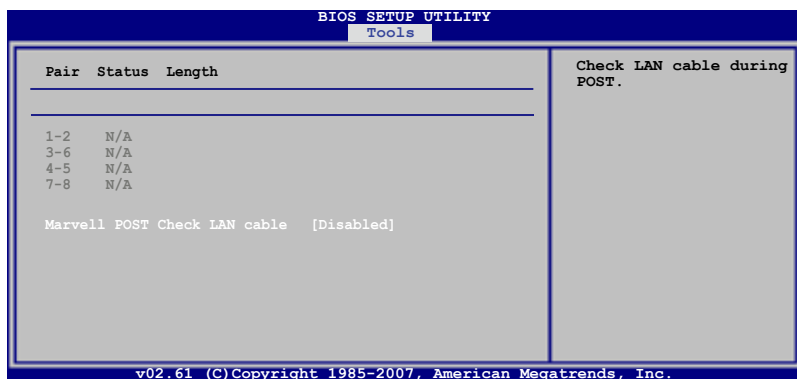 BIOS SETUP UTILITY
Tools
Pair Status Length
1-2 N/A
3-6 N/A
4-5 N/A
7-8 N/A
Marvell POST Check LAN cable [Disabled]
Check LAN cable during
POST.
v02.61 (C)Copyright 1985-2007, American Megatrends, Inc.